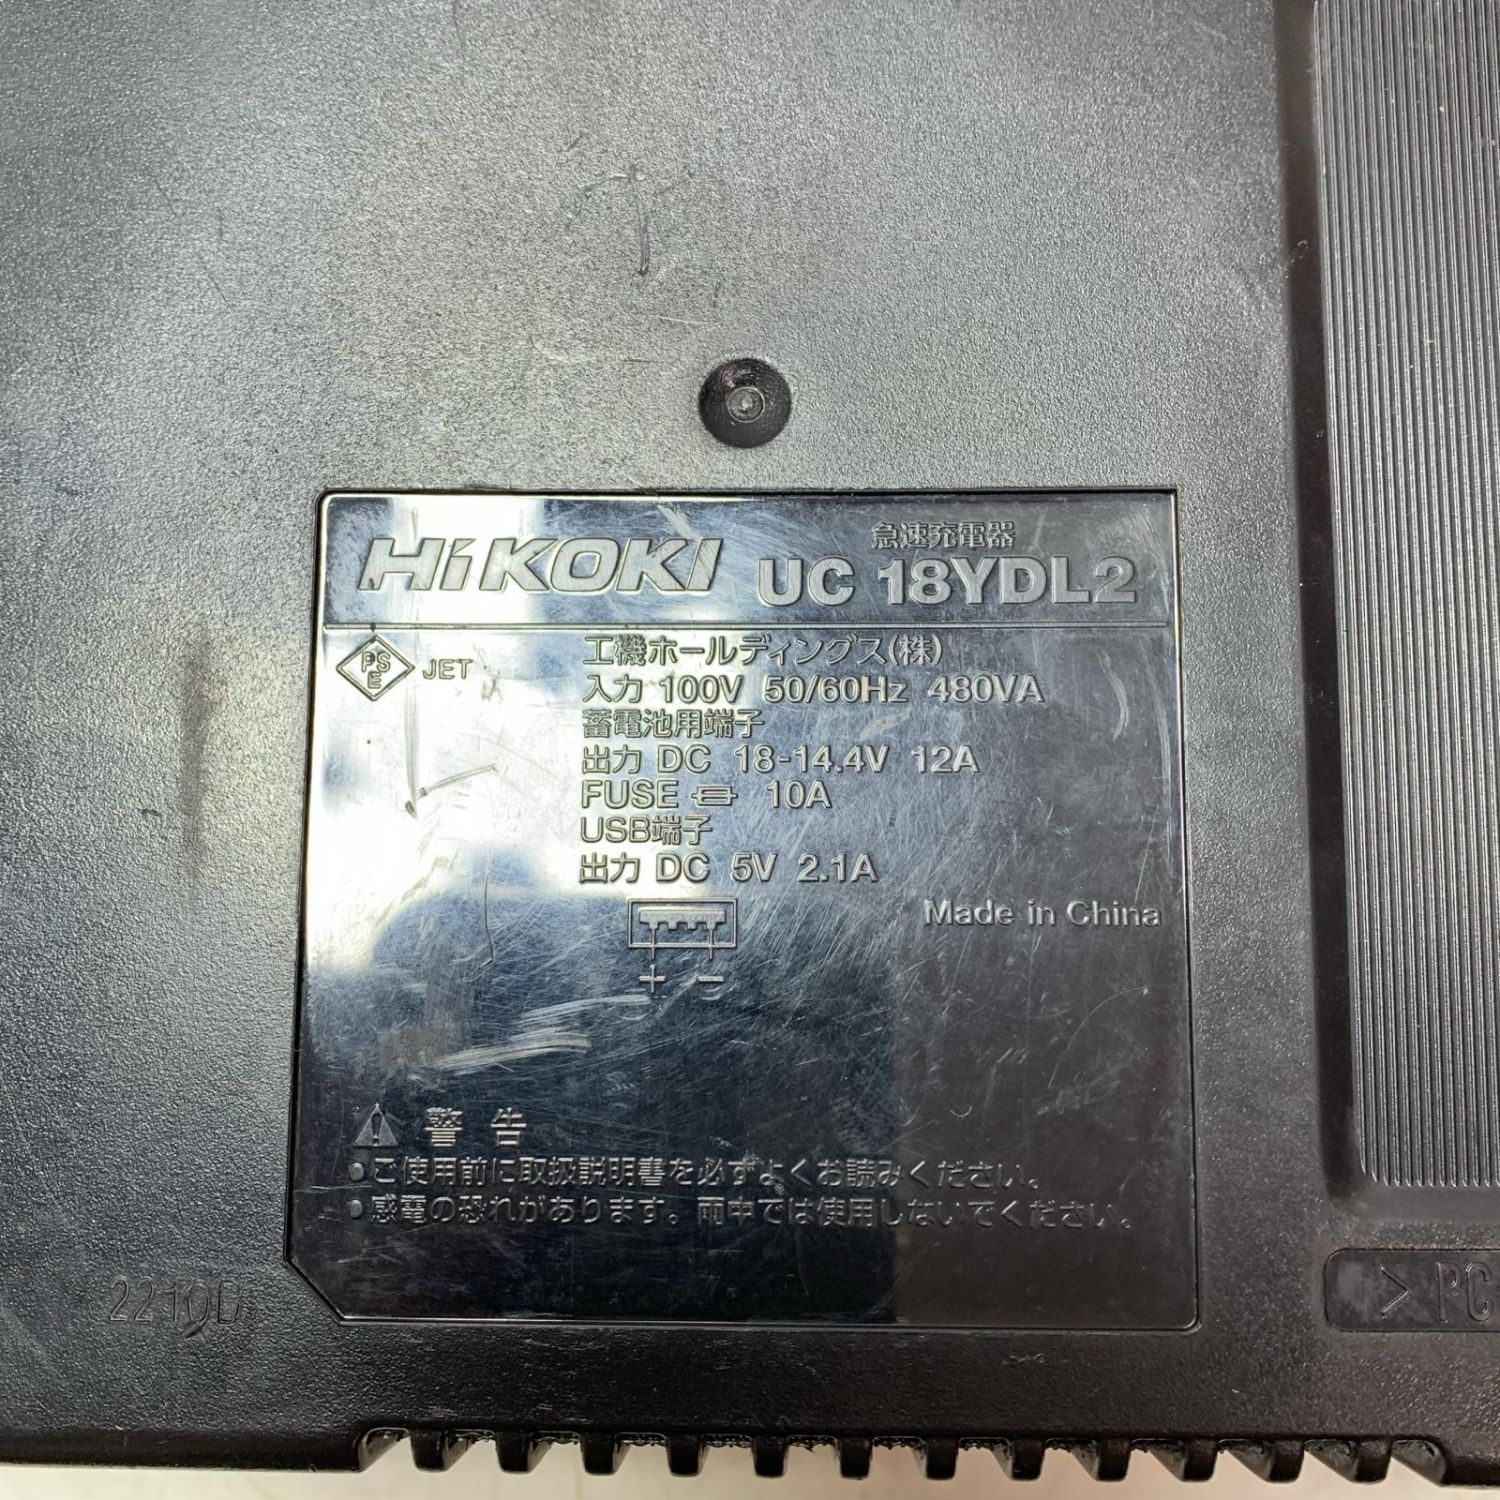 HiKOKI 急速充電器
UC 18YDL2
PSE JET
工機ホールディングス(株)
入力 100V 50/60Hz 480VA
蓄電池用端子
出力 DC 18-14.4V 12A
FUSE 10A
USB端子
出力 DC 5V 2.1A
Made in China
+ -
警告
•ご使用前に取扱説明書を必ずよくお読みください。
•感電の恐れがあります。雨中では使用しないでください。
2210D
>PC